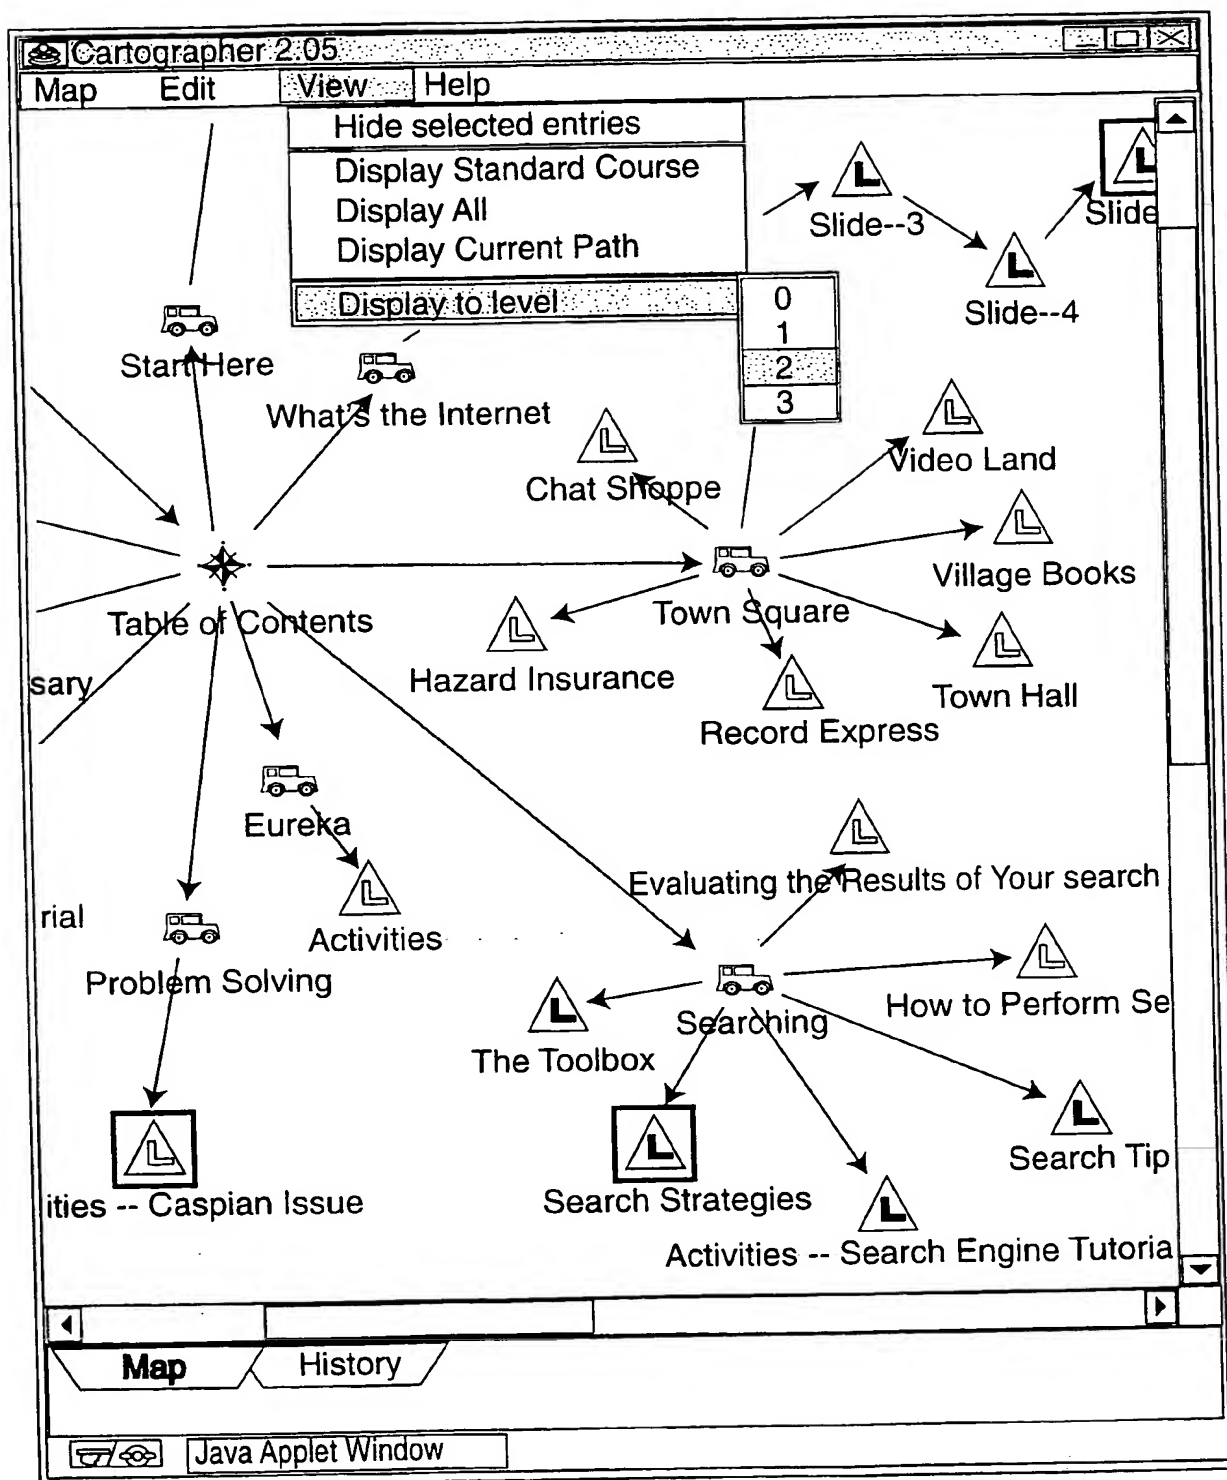 Cartographer 2.05
Map Edit View Help
Hide selected entries
Display Standard Course
Display All
Display Current Path
Display to level
0
1
2
3
Slide--3
Slide
Slide--4
Start Here
What's the Internet
Chat Shoppe
Video Land
Village Books
Table of Contents
Town Square
Hazard Insurance
sary
Town Hall
Record Express
Eureka
Evaluating the Results of Your search
rial
Activities
Problem Solving
How to Perform Se
Searching
The Toolbox
Search Tip
ities -- Caspian Issue
Search Strategies
Activities -- Search Engine Tutoria
Map History
Java Applet Window